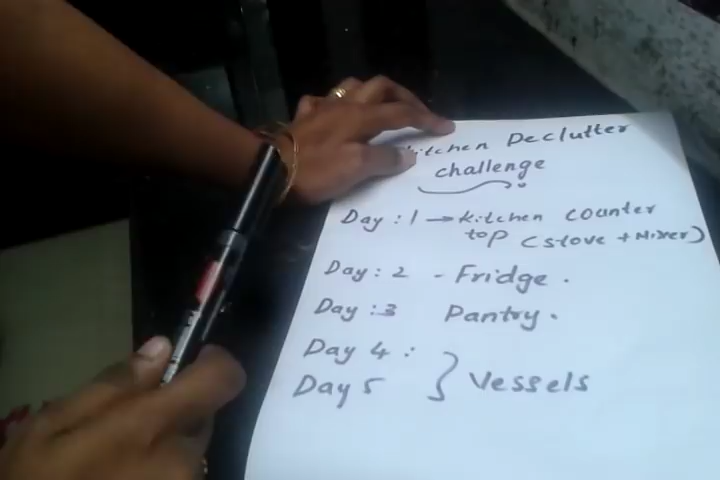 Kitchen Declutter
challenge
Day : 1 → Kitchen counter
top (stove + Mixer)
Day : 2 - Fridge .
Day : 3 Pantry .
Day 4 :
Day 5 } Vessels